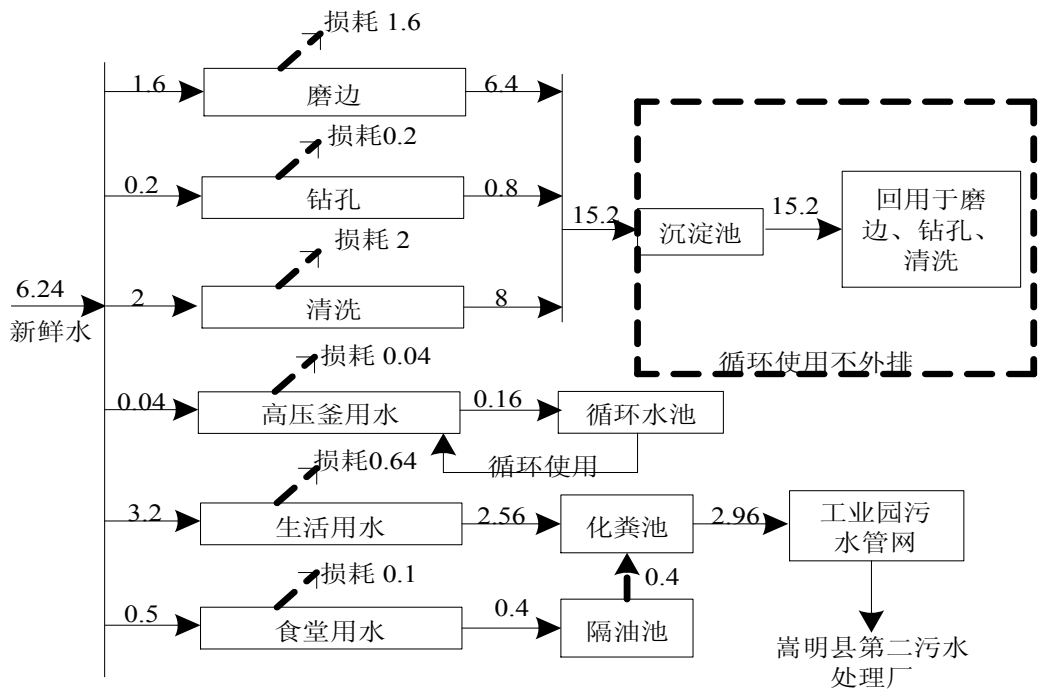 损耗 1.6
1.6
磨边
6.4
损耗0.2
0.2
钻孔
0.8
15.2
沉淀池
15.2
回用于磨
边、钻孔、
清洗
损耗 2
6.24
新鲜水
2
清洗
8
循环使用不外排
损耗 0.04
0.04
高压釜用水
0.16
循环水池
循环使用
损耗0.64
3.2
生活用水
2.56
化粪池
2.96
工业园污
水管网
损耗 0.1
0.5
食堂用水
0.4
隔油池
0.4
嵩明县第二污水
处理厂